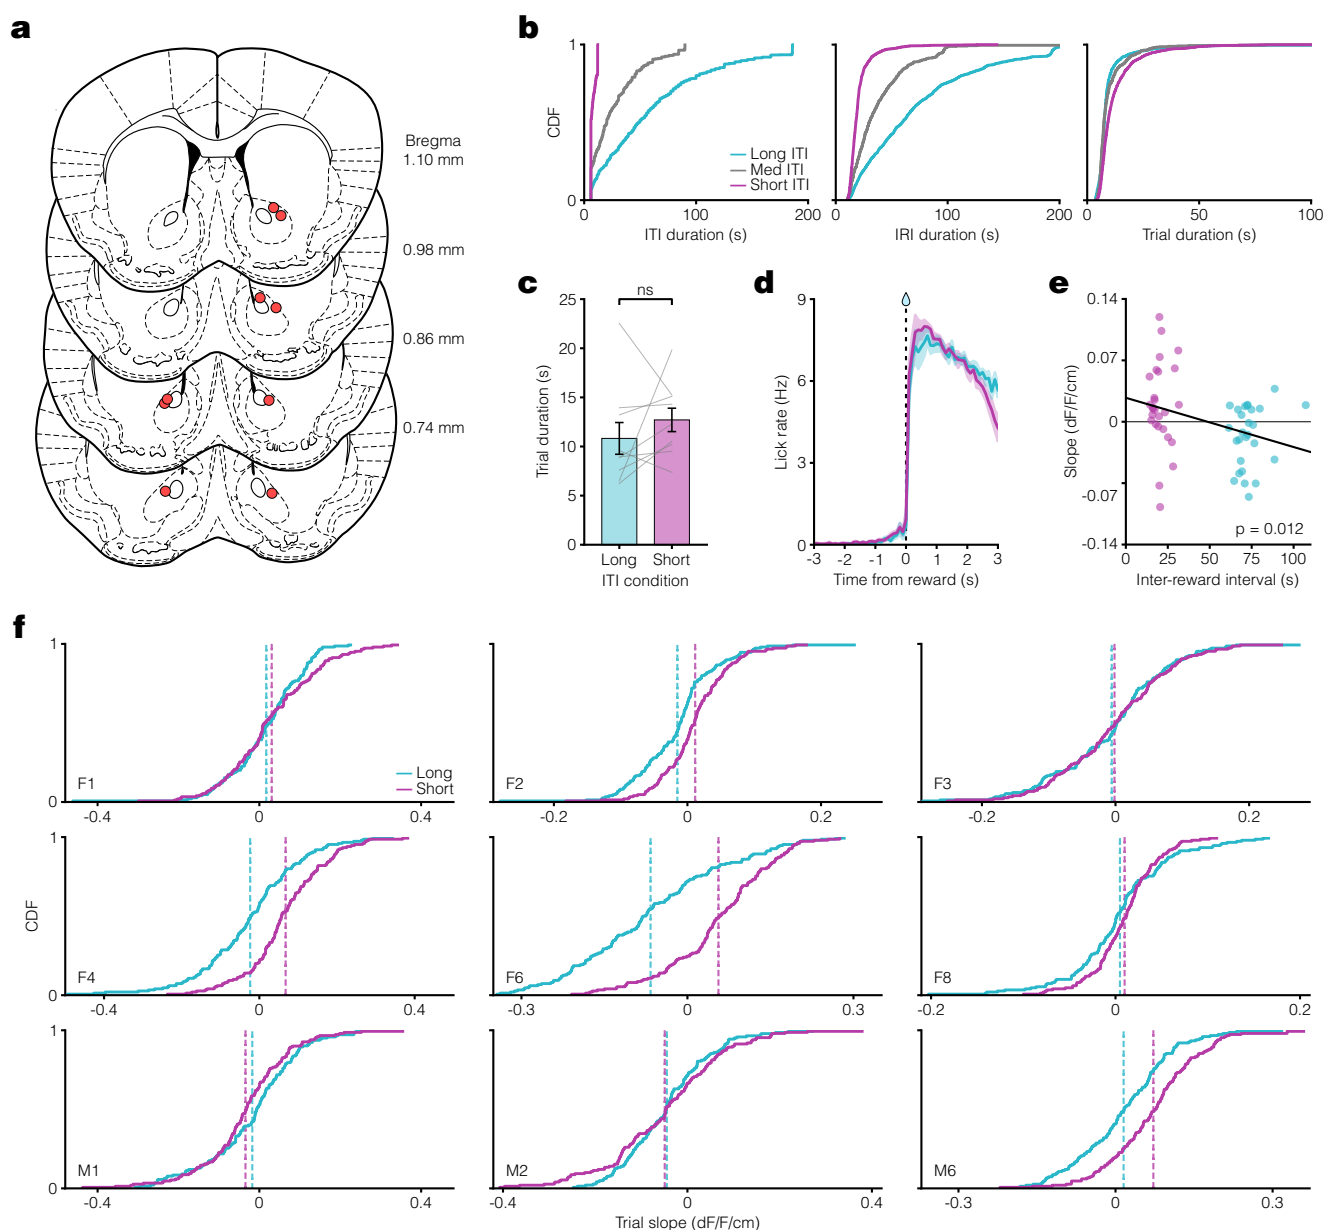 a
Bregma
1.10 mm
0.98 mm
0.86 mm
0.74 mm
b
CDF
1
0
Long ITI
Med ITI
Short ITI
0 100 200
ITI duration (s)
0 100 200
IRI duration (s)
0 50 100
Trial duration (s)
c
ns
Trial duration (s)
25
20
15
10
5
0
Long Short
ITI condition
d
Lick rate (Hz)
9
6
3
0
-3 -2 -1 0 1 2 3
Time from reward (s)
e
Slope (dF/F/cm)
0.14
0.07
0
-0.07
-0.14
p = 0.012
0 25 50 75 100
Inter-reward interval (s)
f
CDF
1
0
F1
Long
Short
-0.4 0 0.4
F2
-0.2 0 0.2
F3
-0.2 0 0.2
1
0
F4
-0.4 0 0.4
F6
-0.3 0 0.3
F8
-0.2 0 0.2
1
0
M1
-0.4 0 0.4
M2
-0.4 0 0.4
M6
-0.3 0 0.3
Trial slope (dF/F/cm)